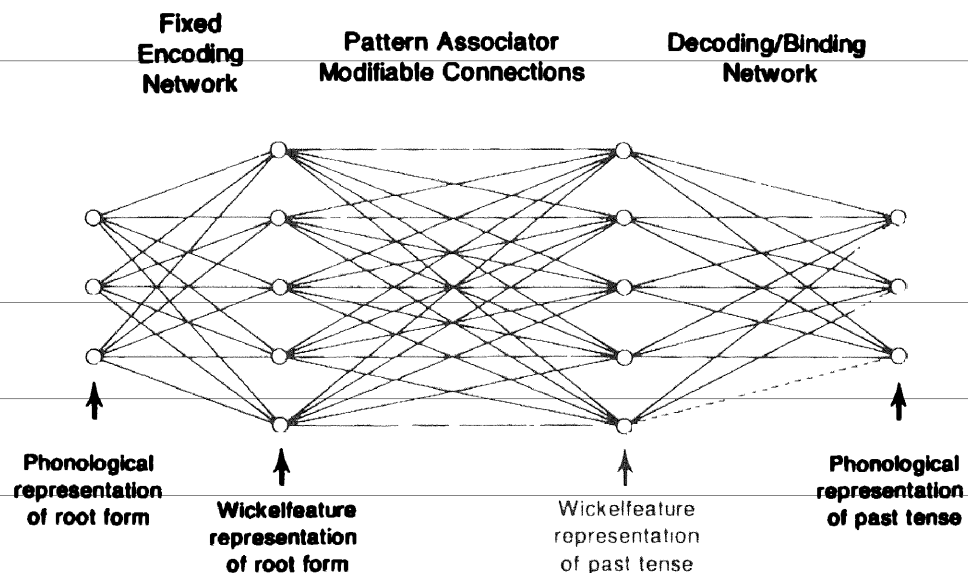 Fixed
Encoding
Network
Pattern Associator
Modifiable Connections
Decoding/Binding
Network
Phonological
representation
of root form
Wickelfeature
representation
of root form
Wickelfeature
representation
of past tense
Phonological
representation
of past tense